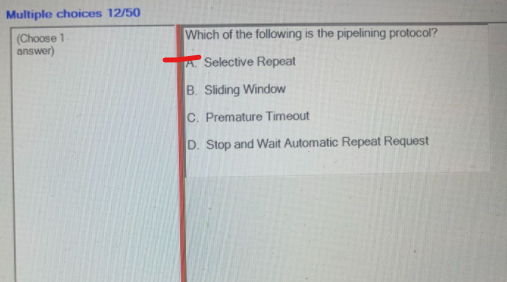 Multiple choices 12/50
(Choose 1
answer)
Which of the following is the pipelining protocol?
A. Selective Repeat
B. Sliding Window
C. Premature Timeout
D. Stop and Wait Automatic Repeat Request